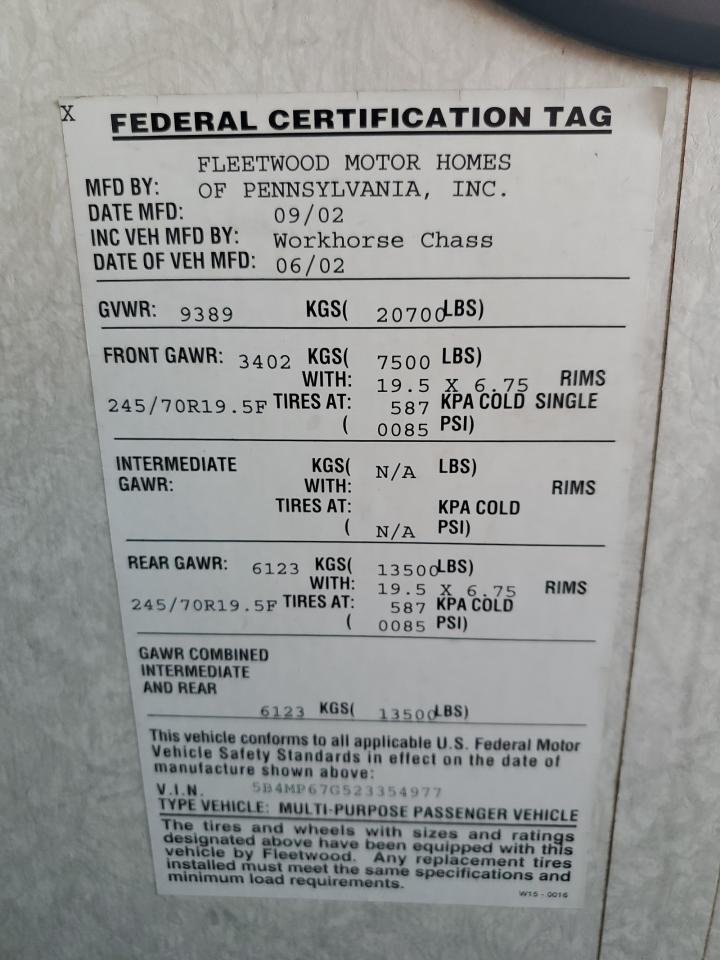 X
FEDERAL CERTIFICATION TAG
FLEETWOOD MOTOR HOMES
MFD BY: OF PENNSYLVANIA, INC.
DATE MFD: 09/02
INC VEH MFD BY: Workhorse Chass
DATE OF VEH MFD: 06/02
GVWR: 9389 KGS( 20700 LBS)
FRONT GAWR: 3402 KGS( 7500 LBS)
WITH: 19.5 X 6.75 RIMS
245/70R19.5F TIRES AT: 587 KPA COLD SINGLE
( 0085 PSI)
INTERMEDIATE KGS( N/A LBS)
GAWR: WITH: RIMS
TIRES AT: KPA COLD
( N/A PSI)
REAR GAWR: 6123 KGS( 13500 LBS)
WITH: 19.5 X 6.75 RIMS
245/70R19.5F TIRES AT: 587 KPA COLD
( 0085 PSI)
GAWR COMBINED
INTERMEDIATE
AND REAR
6123 KGS( 13500 LBS)
This vehicle conforms to all applicable U.S. Federal Motor
Vehicle Safety Standards in effect on the date of
manufacture shown above:
V.I.N. 5B4MP67G523354977
TYPE VEHICLE: MULTI-PURPOSE PASSENGER VEHICLE
The tires and wheels with sizes and ratings
designated above have been equipped with this
vehicle by Fleetwood. Any replacement tires
installed must meet the same specifications and
minimum load requirements.
W15 - 0016